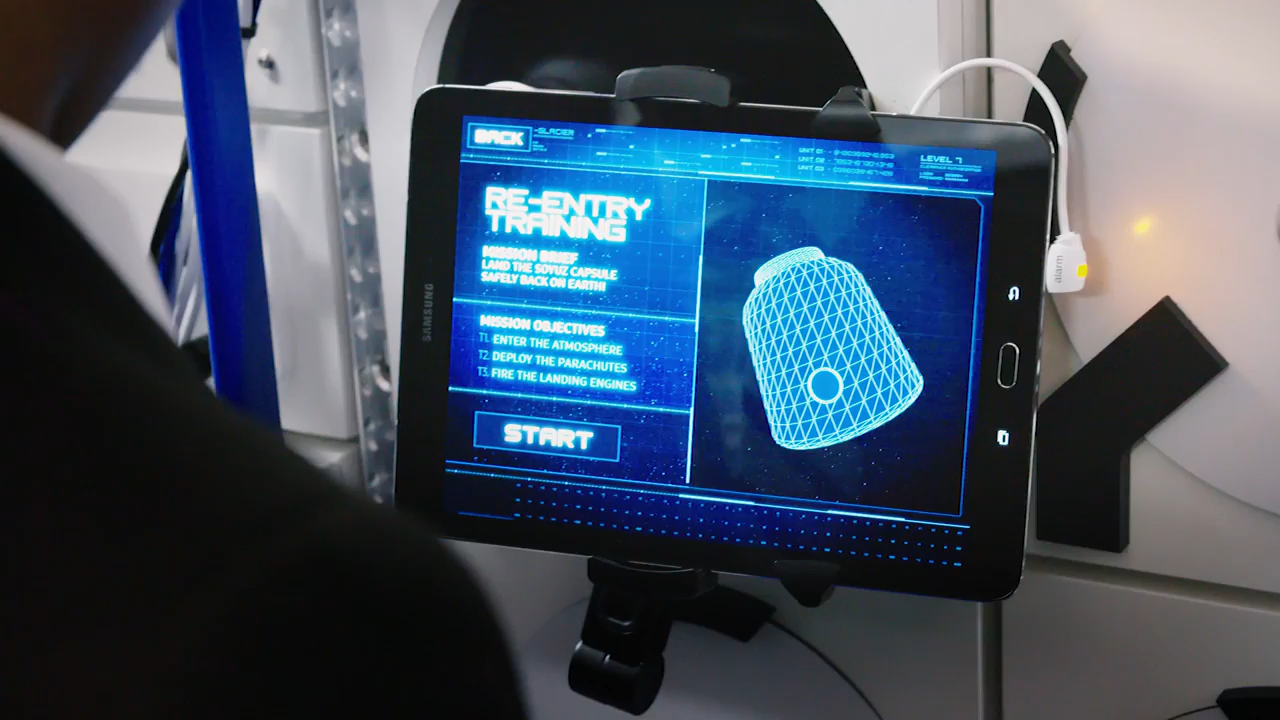 BACK
-GLACIER
LEVEL 7
RE-ENTRY
TRAINING
MISSION BRIEF
LAND THE SOYUZ CAPSULE
SAFELY BACK ON EARTH!
MISSION OBJECTIVES
T1. ENTER THE ATMOSPHERE
T2. DEPLOY THE PARACHUTES
T3. FIRE THE LANDING ENGINES
START
SAMSUNG
alarm